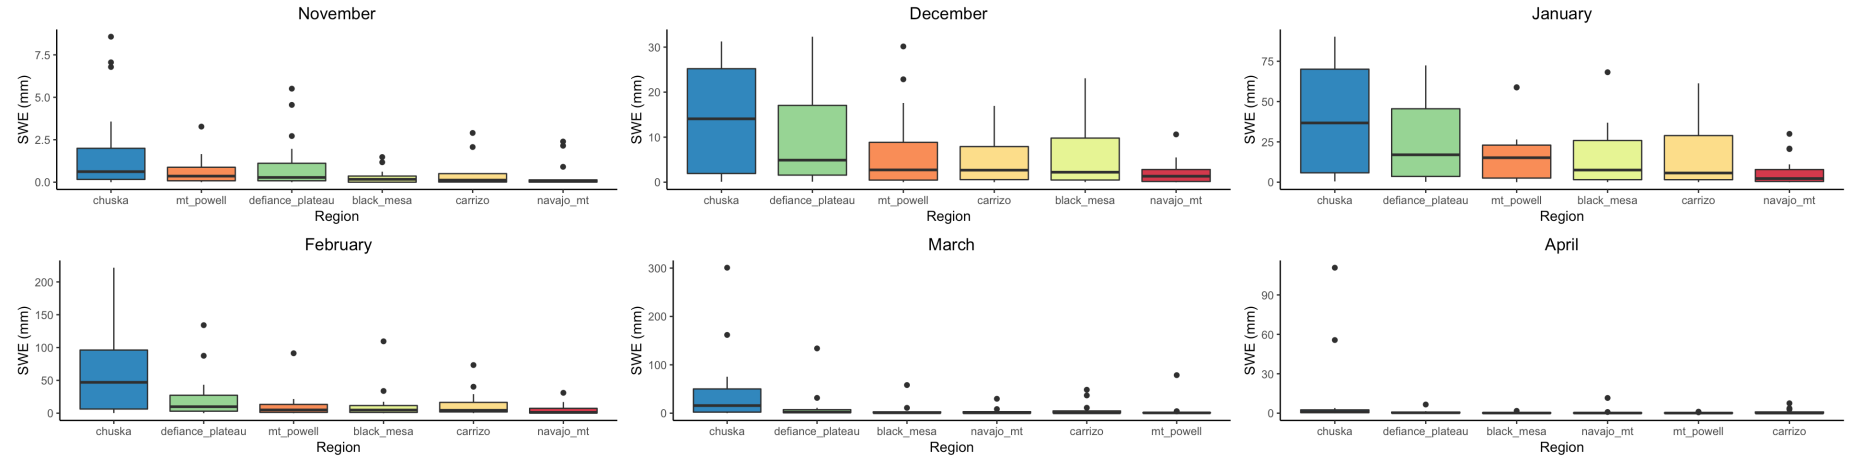 November
SWE (mm)
7.5
5.0
2.5
0.0
chuska mt_powell defiance_plateau black_mesa carrizo navajo_mt
Region
December
SWE (mm)
30
20
10
0
chuska defiance_plateau mt_powell carrizo black_mesa navajo_mt
Region
January
SWE (mm)
75
50
25
0
chuska defiance_plateau mt_powell black_mesa carrizo navajo_mt
Region
February
SWE (mm)
200
150
100
50
0
chuska defiance_plateau mt_powell black_mesa carrizo navajo_mt
Region
March
SWE (mm)
300
200
100
0
chuska defiance_plateau black_mesa navajo_mt carrizo mt_powell
Region
April
SWE (mm)
90
60
30
0
chuska defiance_plateau black_mesa navajo_mt mt_powell carrizo
Region